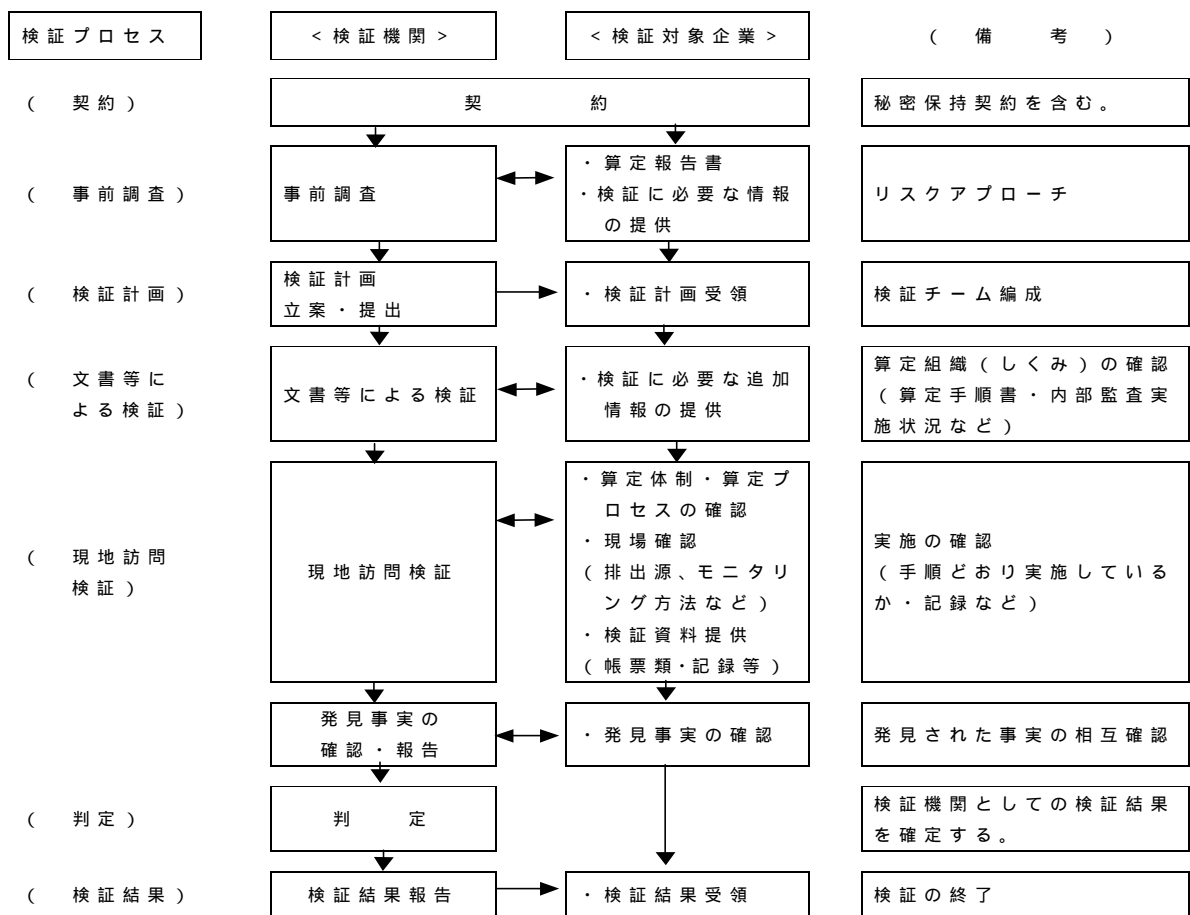 検証プロセス
<検証機関>
<検証対象企業>
( 備 考 )
( 契約)
契 約
秘密保持契約を含む。
( 事前調査)
事前調査
・算定報告書
・検証に必要な情報
の提供
リスクアプローチ
( 検証計画)
検証計画
立案・提出
・検証計画受領
検証チーム編成
( 文書等に
よる検証)
文書等による検証
・検証に必要な追加
情報の提供
算定組織(しくみ)の確認
(算定手順書・内部監査実
施状況など)
( 現地訪問
検証)
現地訪問検証
・算定体制・算定プ
ロセスの確認
・現場確認
(排出源、モニタリ
ング方法など)
・検証資料提供
(帳票類・記録等)
実施の確認
(手順どおり実施している
か・記録など)
発見事実の
確認・報告
・発見事実の確認
発見された事実の相互確認
( 判定)
判 定
検証機関としての検証結果
を確定する。
( 検証結果)
検証結果報告
・検証結果受領
検証の終了